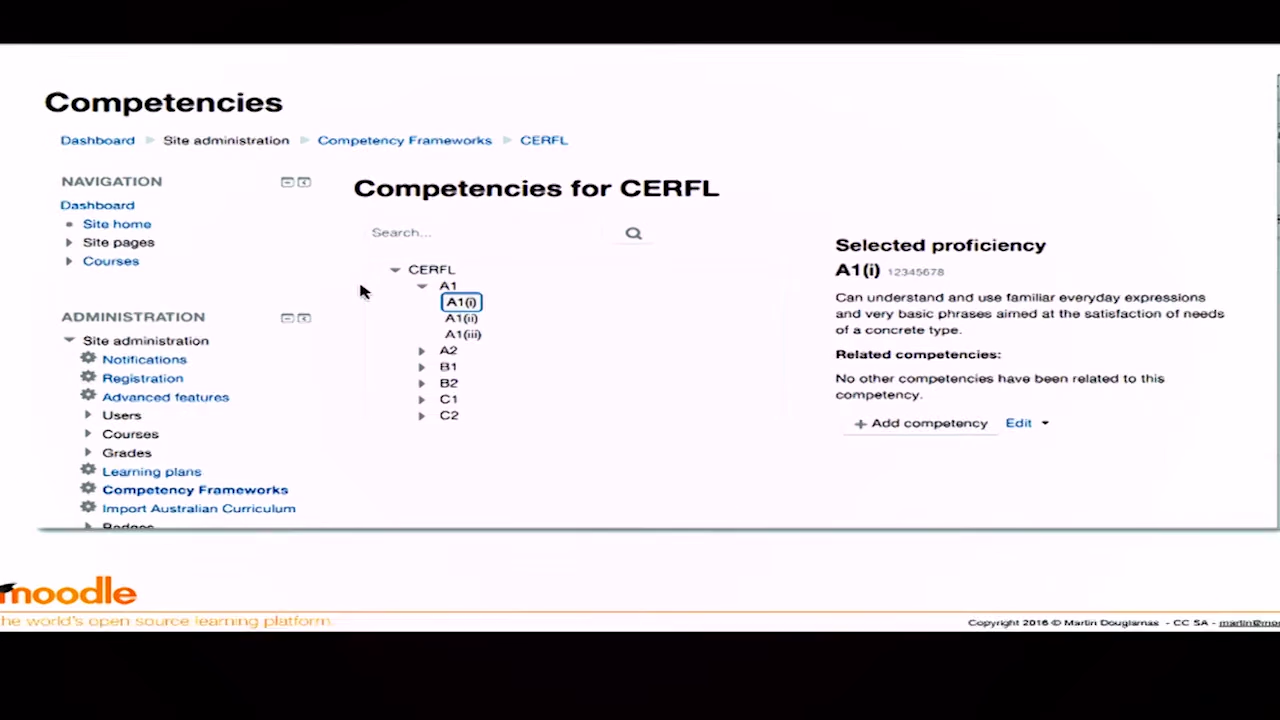 Competencies
Dashboard Site administration Competency Frameworks CERFL
NAVIGATION
Dashboard
Site home
Site pages
Courses
ADMINISTRATION
Site administration
Notifications
Registration
Advanced features
Users
Courses
Grades
Learning plans
Competency Frameworks
Import Australian Curriculum
Badges
Competencies for CERFL
Search...
CERFL
A1
A1(i)
A1(ii)
A1(iii)
A2
B1
B2
C1
C2
Selected proficiency
A1(i) 12345678
Can understand and use familiar everyday expressions
and very basic phrases aimed at the satisfaction of needs
of a concrete type.
Related competencies:
No other competencies have been related to this
competency.
+ Add competency Edit
moodle
the world's open source learning platform
Copyright 2016 © Martin Dougiamas - CC SA - martin@moo